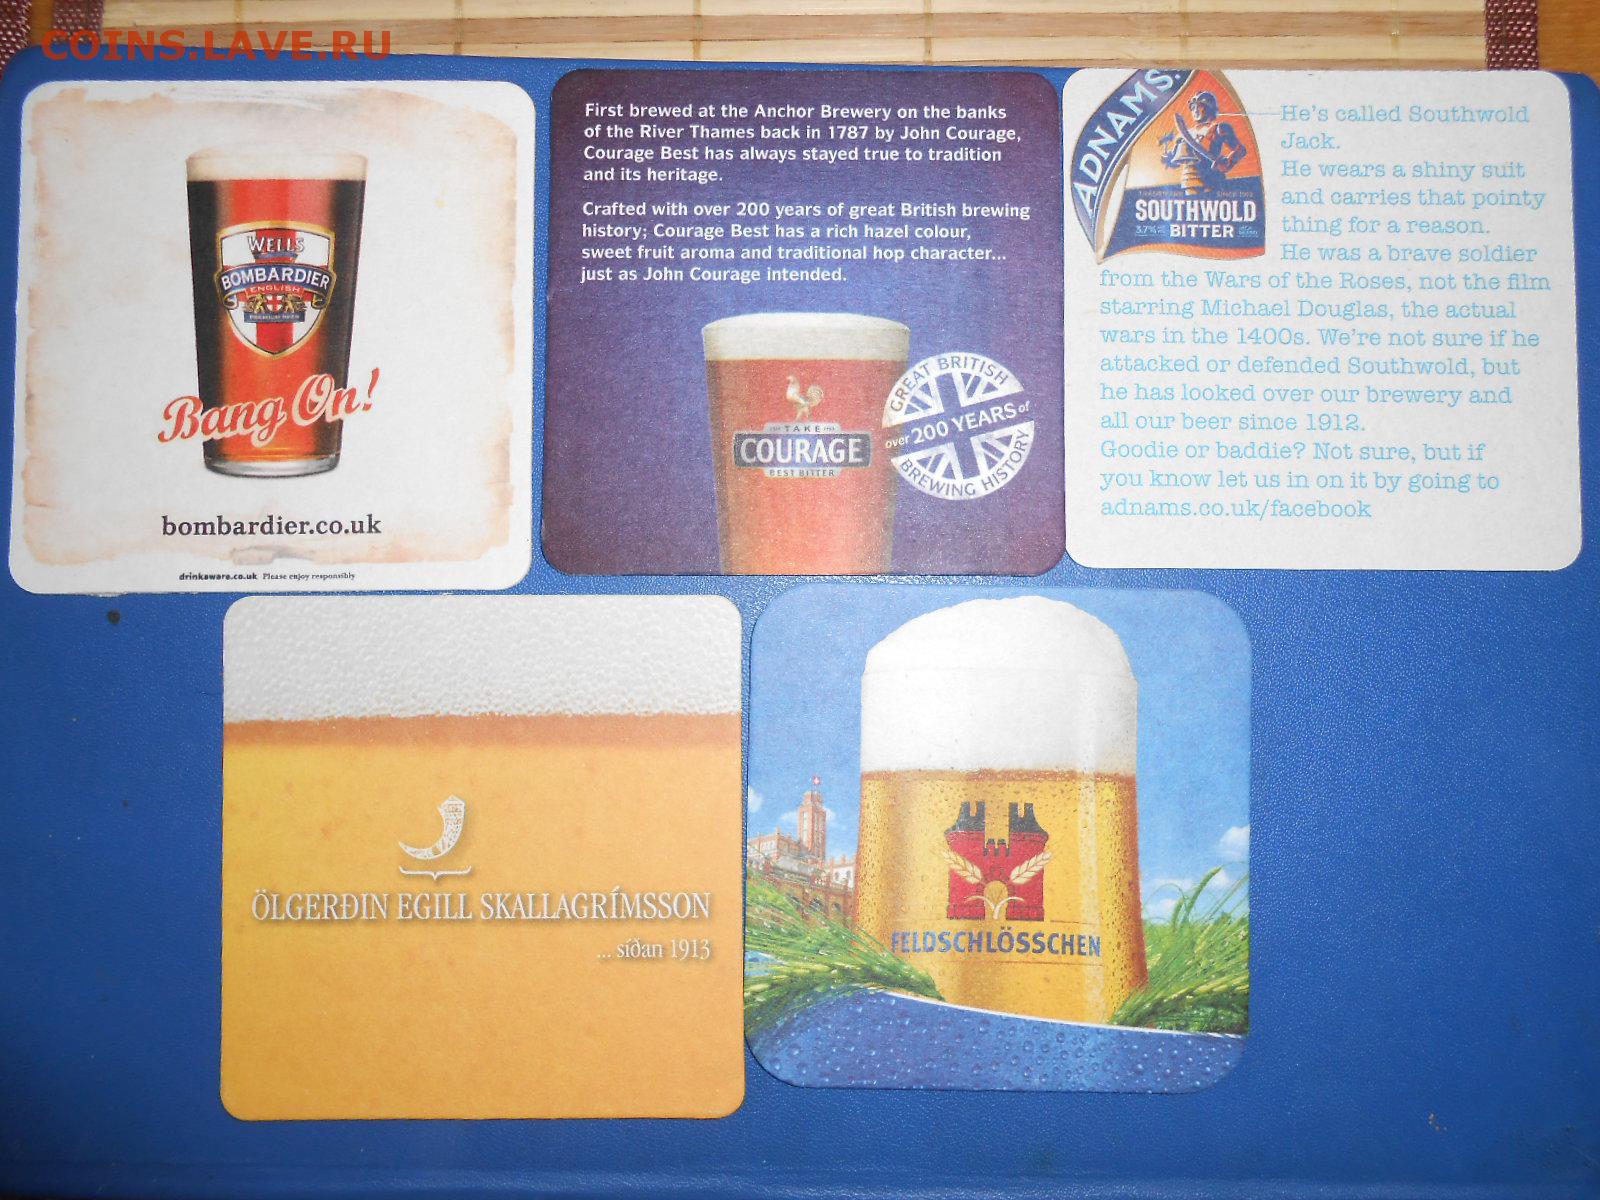 COINS.LAVE.RU
WELLS
BOMBARDIER
ENGLISH
PREMIUM BEER
Bang On!
bombardier.co.uk
drinkaware.co.uk Please enjoy responsibly
First brewed at the Anchor Brewery on the banks
of the River Thames back in 1787 by John Courage,
Courage Best has always stayed true to tradition
and its heritage.
Crafted with over 200 years of great British brewing
history; Courage Best has a rich hazel colour,
sweet fruit aroma and traditional hop character...
just as John Courage intended.
TAKE
COURAGE
BEST BITTER
GREAT BRITISH
over 200 YEARS of
BREWING HISTORY
ADNAMS.
SOUTHWOLD
3.7%
BITTER
He's called Southwold
Jack.
He wears a shiny suit
and carries that pointy
thing for a reason.
He was a brave soldier
from the Wars of the Roses, not the film
starring Michael Douglas, the actual
wars in the 1400s. We're not sure if he
attacked or defended Southwold, but
he has looked over our brewery and
all our beer since 1912.
Goodie or baddie? Not sure, but if
you know let us in on it by going to
adnams.co.uk/facebook
ÖLGERÐIN EGILL SKALLAGRÍMSSON
... síðan 1913
FELDSCHLÖSSCHEN